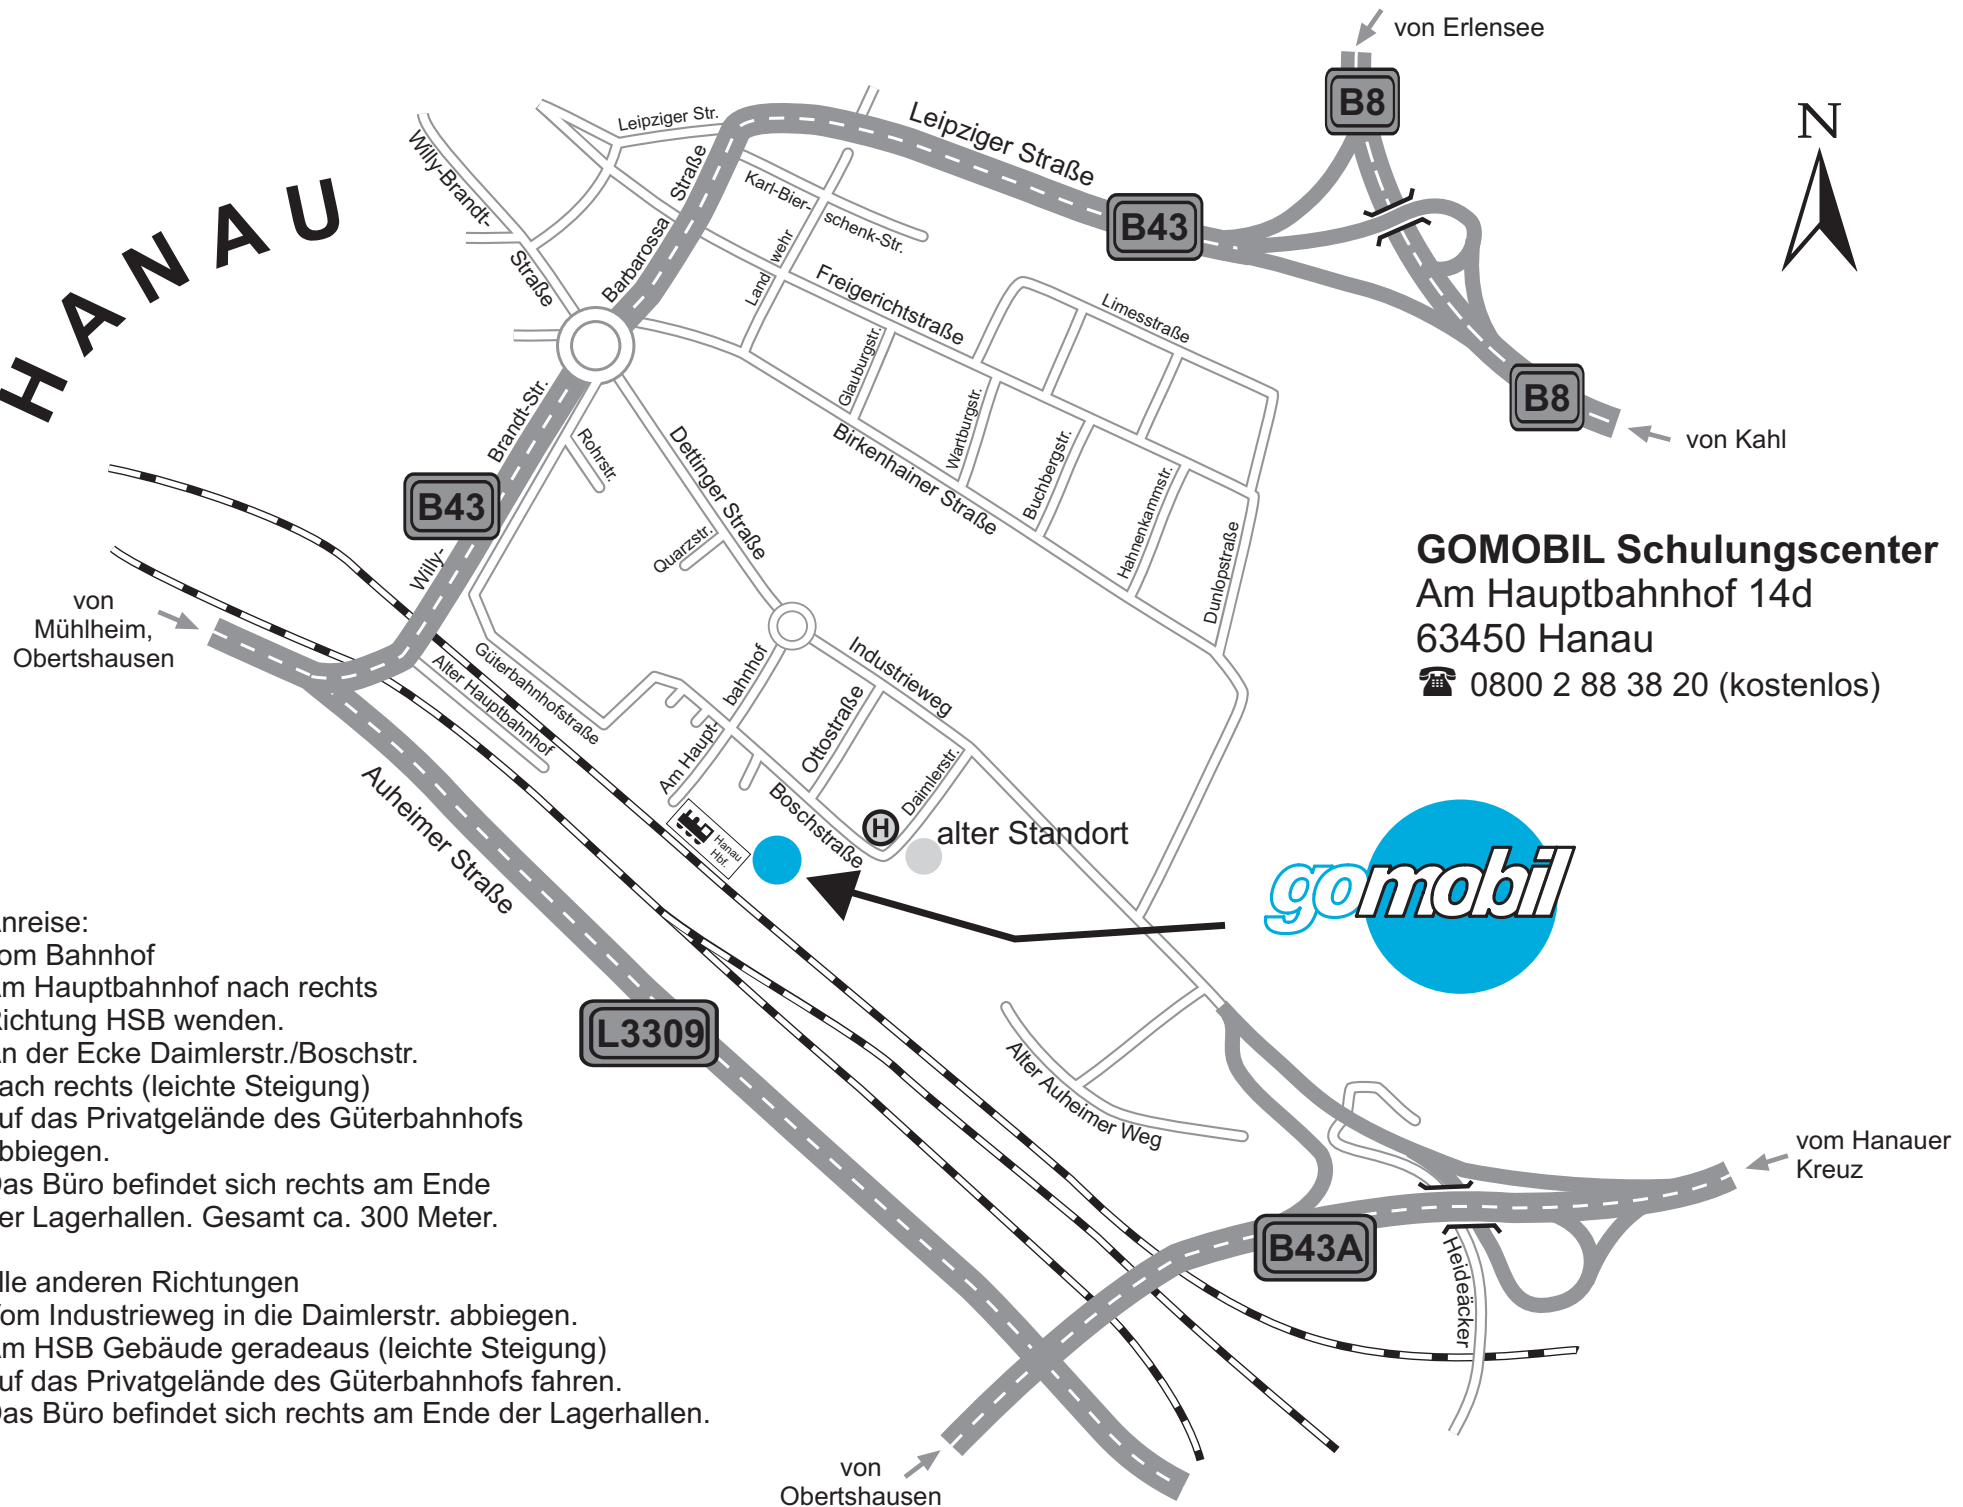 von Erlensee
B8
N
Leipziger Str.
Leipziger Straße
Willy-Brandt-
Straße
Barbarossa Straße
Karl-Bier-
schenk-Str.
B43
HANAU
Land wehr
Freigerichtstraße
Limesstraße
Glauburgstr.
Wartburgstr.
Buchbergstr.
Hahnenkammstr.
Dunlopstraße
Birkenhainer Straße
B8
von Kahl
Willy-
Brandt-Str.
Rohrstr.
Dettinger Straße
Quarzstr.
B43
GOMOBIL Schulungscenter
Am Hauptbahnhof 14d
63450 Hanau
☎ 0800 2 88 38 20 (kostenlos)
von
Mühlheim,
Obertshausen
Alter Hauptbahnhof
Güterbahnhofstraße
Am Haupt-
bahnhof
Industrieweg
Ottostraße
Daimlerstr.
Boschstraße
H
alter Standort
Hanau
Hbf.
gomobil
Auheimer Straße
L3309
Alter Auheimer Weg
vom Hanauer
Kreuz
B43A
Heideäcker
von
Obertshausen
nreise:
om Bahnhof
m Hauptbahnhof nach rechts
Richtung HSB wenden.
n der Ecke Daimlerstr./Boschstr.
ach rechts (leichte Steigung)
uf das Privatgelände des Güterbahnhofs
bbiegen.
Das Büro befindet sich rechts am Ende
er Lagerhallen. Gesamt ca. 300 Meter.
lle anderen Richtungen
Vom Industrieweg in die Daimlerstr. abbiegen.
m HSB Gebäude geradeaus (leichte Steigung)
uf das Privatgelände des Güterbahnhofs fahren.
Das Büro befindet sich rechts am Ende der Lagerhallen.